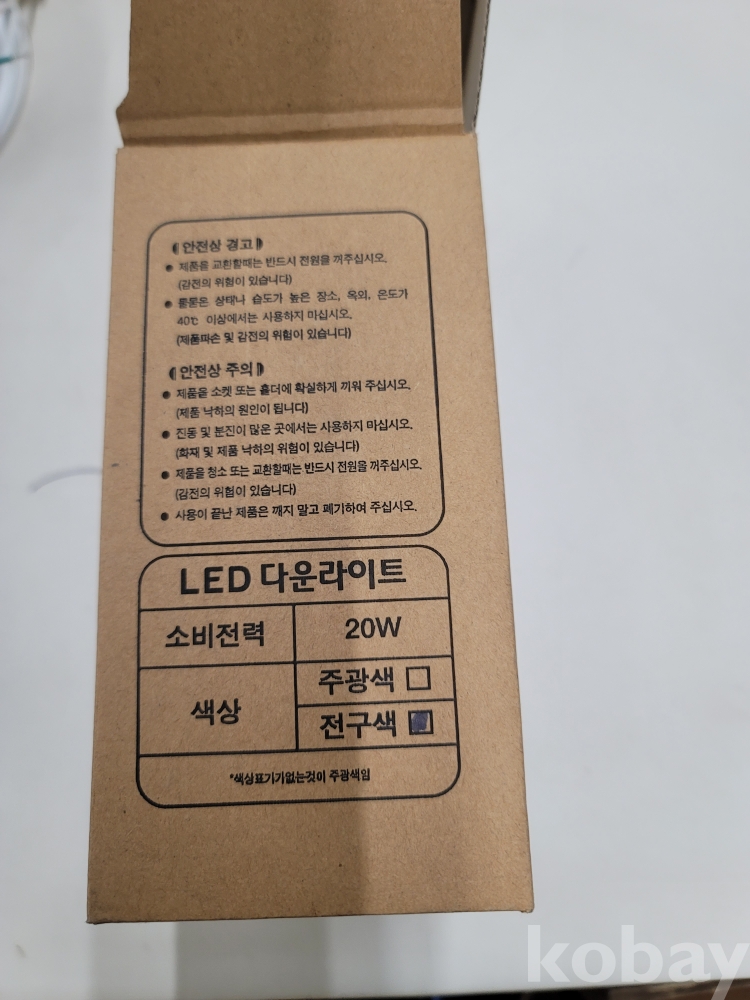 안전상 경고
• 제품을 교환할때는 반드시 전원을 꺼주십시오.
(감전의 위험이 있습니다)
• 물묻은 상태나 습도가 높은 장소, 옥외, 온도가
40℃ 이상에서는 사용하지 마십시오.
(제품파손 및 감전의 위험이 있습니다)
안전상 주의
• 제품을 소켓 또는 홀더에 확실하게 끼워 주십시오.
(제품 낙하의 원인이 됩니다)
• 진동 및 분진이 많은 곳에서는 사용하지 마십시오.
(화재 및 제품 낙하의 위험이 있습니다)
• 제품을 청소 또는 교환할때는 반드시 전원을 꺼주십시오.
(감전의 위험이 있습니다)
• 사용이 끝난 제품은 깨지 말고 폐기하여 주십시오.
LED 다운라이트
소비전력 20W
색상
주광색 □
전구색 ■
*색상표기기없는것이 주광색임
kobay